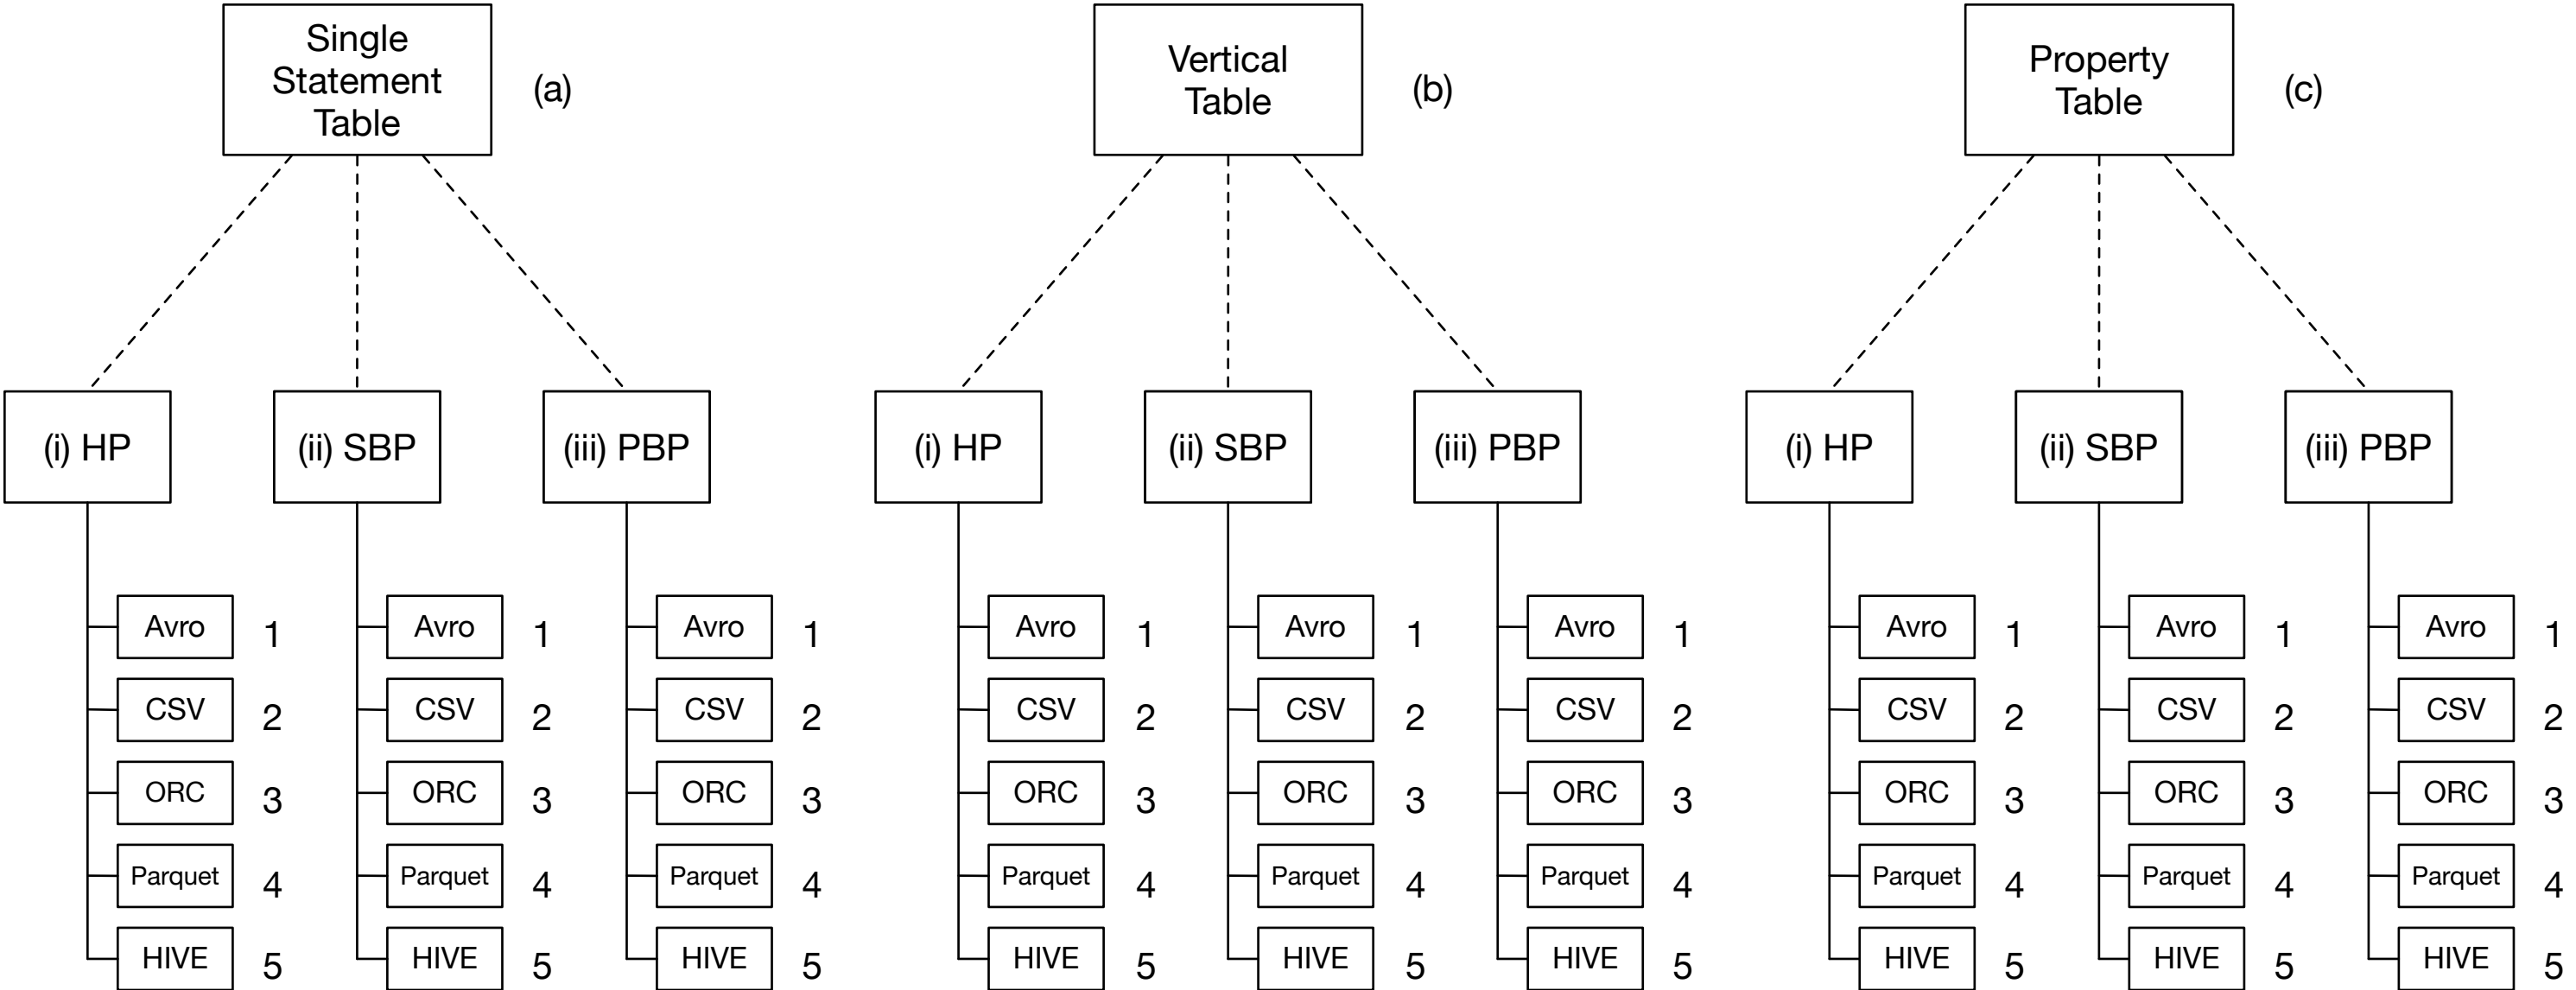 Single
Statement
Table
(a)
Vertical
Table
(b)
Property
Table
(c)
(i) HP
(ii) SBP
(iii) PBP
(i) HP
(ii) SBP
(iii) PBP
(i) HP
(ii) SBP
(iii) PBP
Avro 1
Avro 1
Avro 1
Avro 1
Avro 1
Avro 1
Avro 1
Avro 1
Avro 1
CSV 2
CSV 2
CSV 2
CSV 2
CSV 2
CSV 2
CSV 2
CSV 2
CSV 2
ORC 3
ORC 3
ORC 3
ORC 3
ORC 3
ORC 3
ORC 3
ORC 3
ORC 3
Parquet 4
Parquet 4
Parquet 4
Parquet 4
Parquet 4
Parquet 4
Parquet 4
Parquet 4
Parquet 4
HIVE 5
HIVE 5
HIVE 5
HIVE 5
HIVE 5
HIVE 5
HIVE 5
HIVE 5
HIVE 5